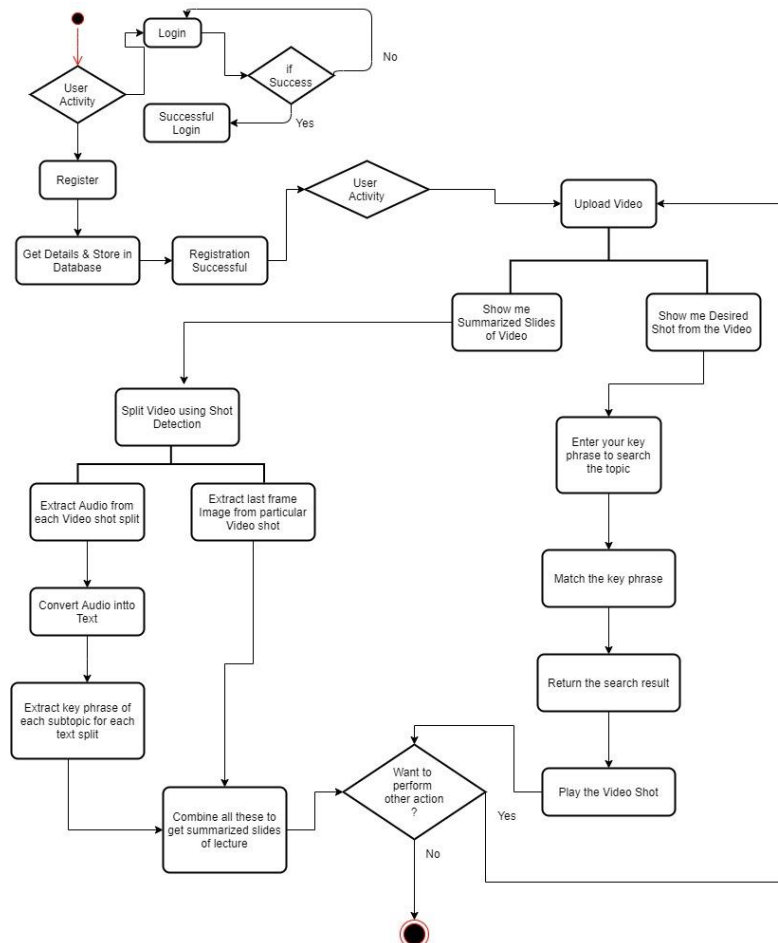 Login
No
if
Success
User
Activity
Successful
Login
Yes
Register
User
Activity
Upload Video
Get Details & Store in
Database
Registration
Successful
Show me
Summarized Slides
of Video
Show me Desired
Shot from the Video
Split Video using Shot
Detection
Enter your key
phrase to search
the topic
Extract Audio from
each Video shot split
Extract last frame
Image from particular
Video shot
Match the key phrase
Convert Audio intto
Text
Return the search result
Extract key phrase of
each subtopic for each
text split
Want to
perform
other action
?
Play the Video Shot
Yes
Combine all these to
get summarized slides
of lecture
No